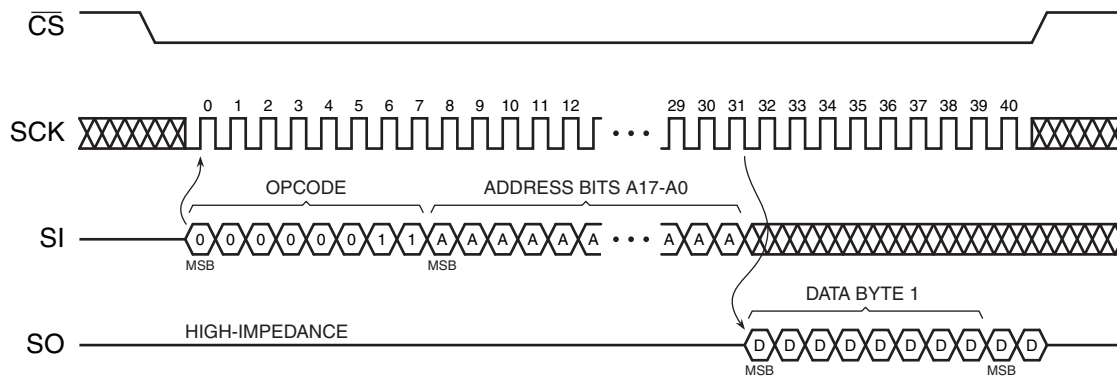 CS
0 1 2 3 4 5 6 7 8 9 10 11 12 29 30 31 32 33 34 35 36 37 38 39 40
SCK
OPCODE ADDRESS BITS A17-A0
SI 0 0 0 0 0 0 1 1 A A A A A A A A A
MSB MSB
DATA BYTE 1
HIGH-IMPEDANCE
SO D D D D D D D D D D
MSB MSB